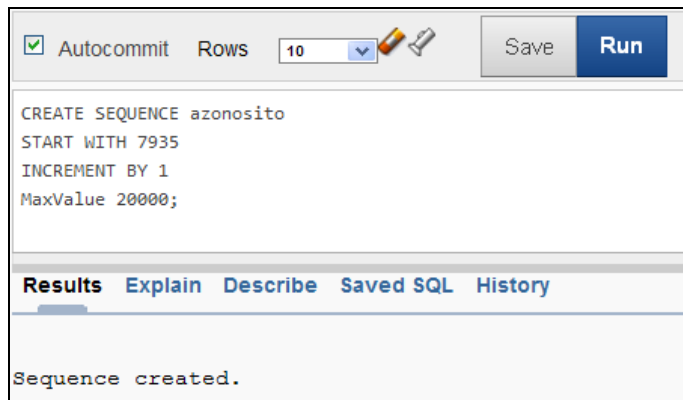 Autocommit Rows 10 Save Run
CREATE SEQUENCE azonosito
START WITH 7935
INCREMENT BY 1
MaxValue 20000;
Results Explain Describe Saved SQL History
Sequence created.